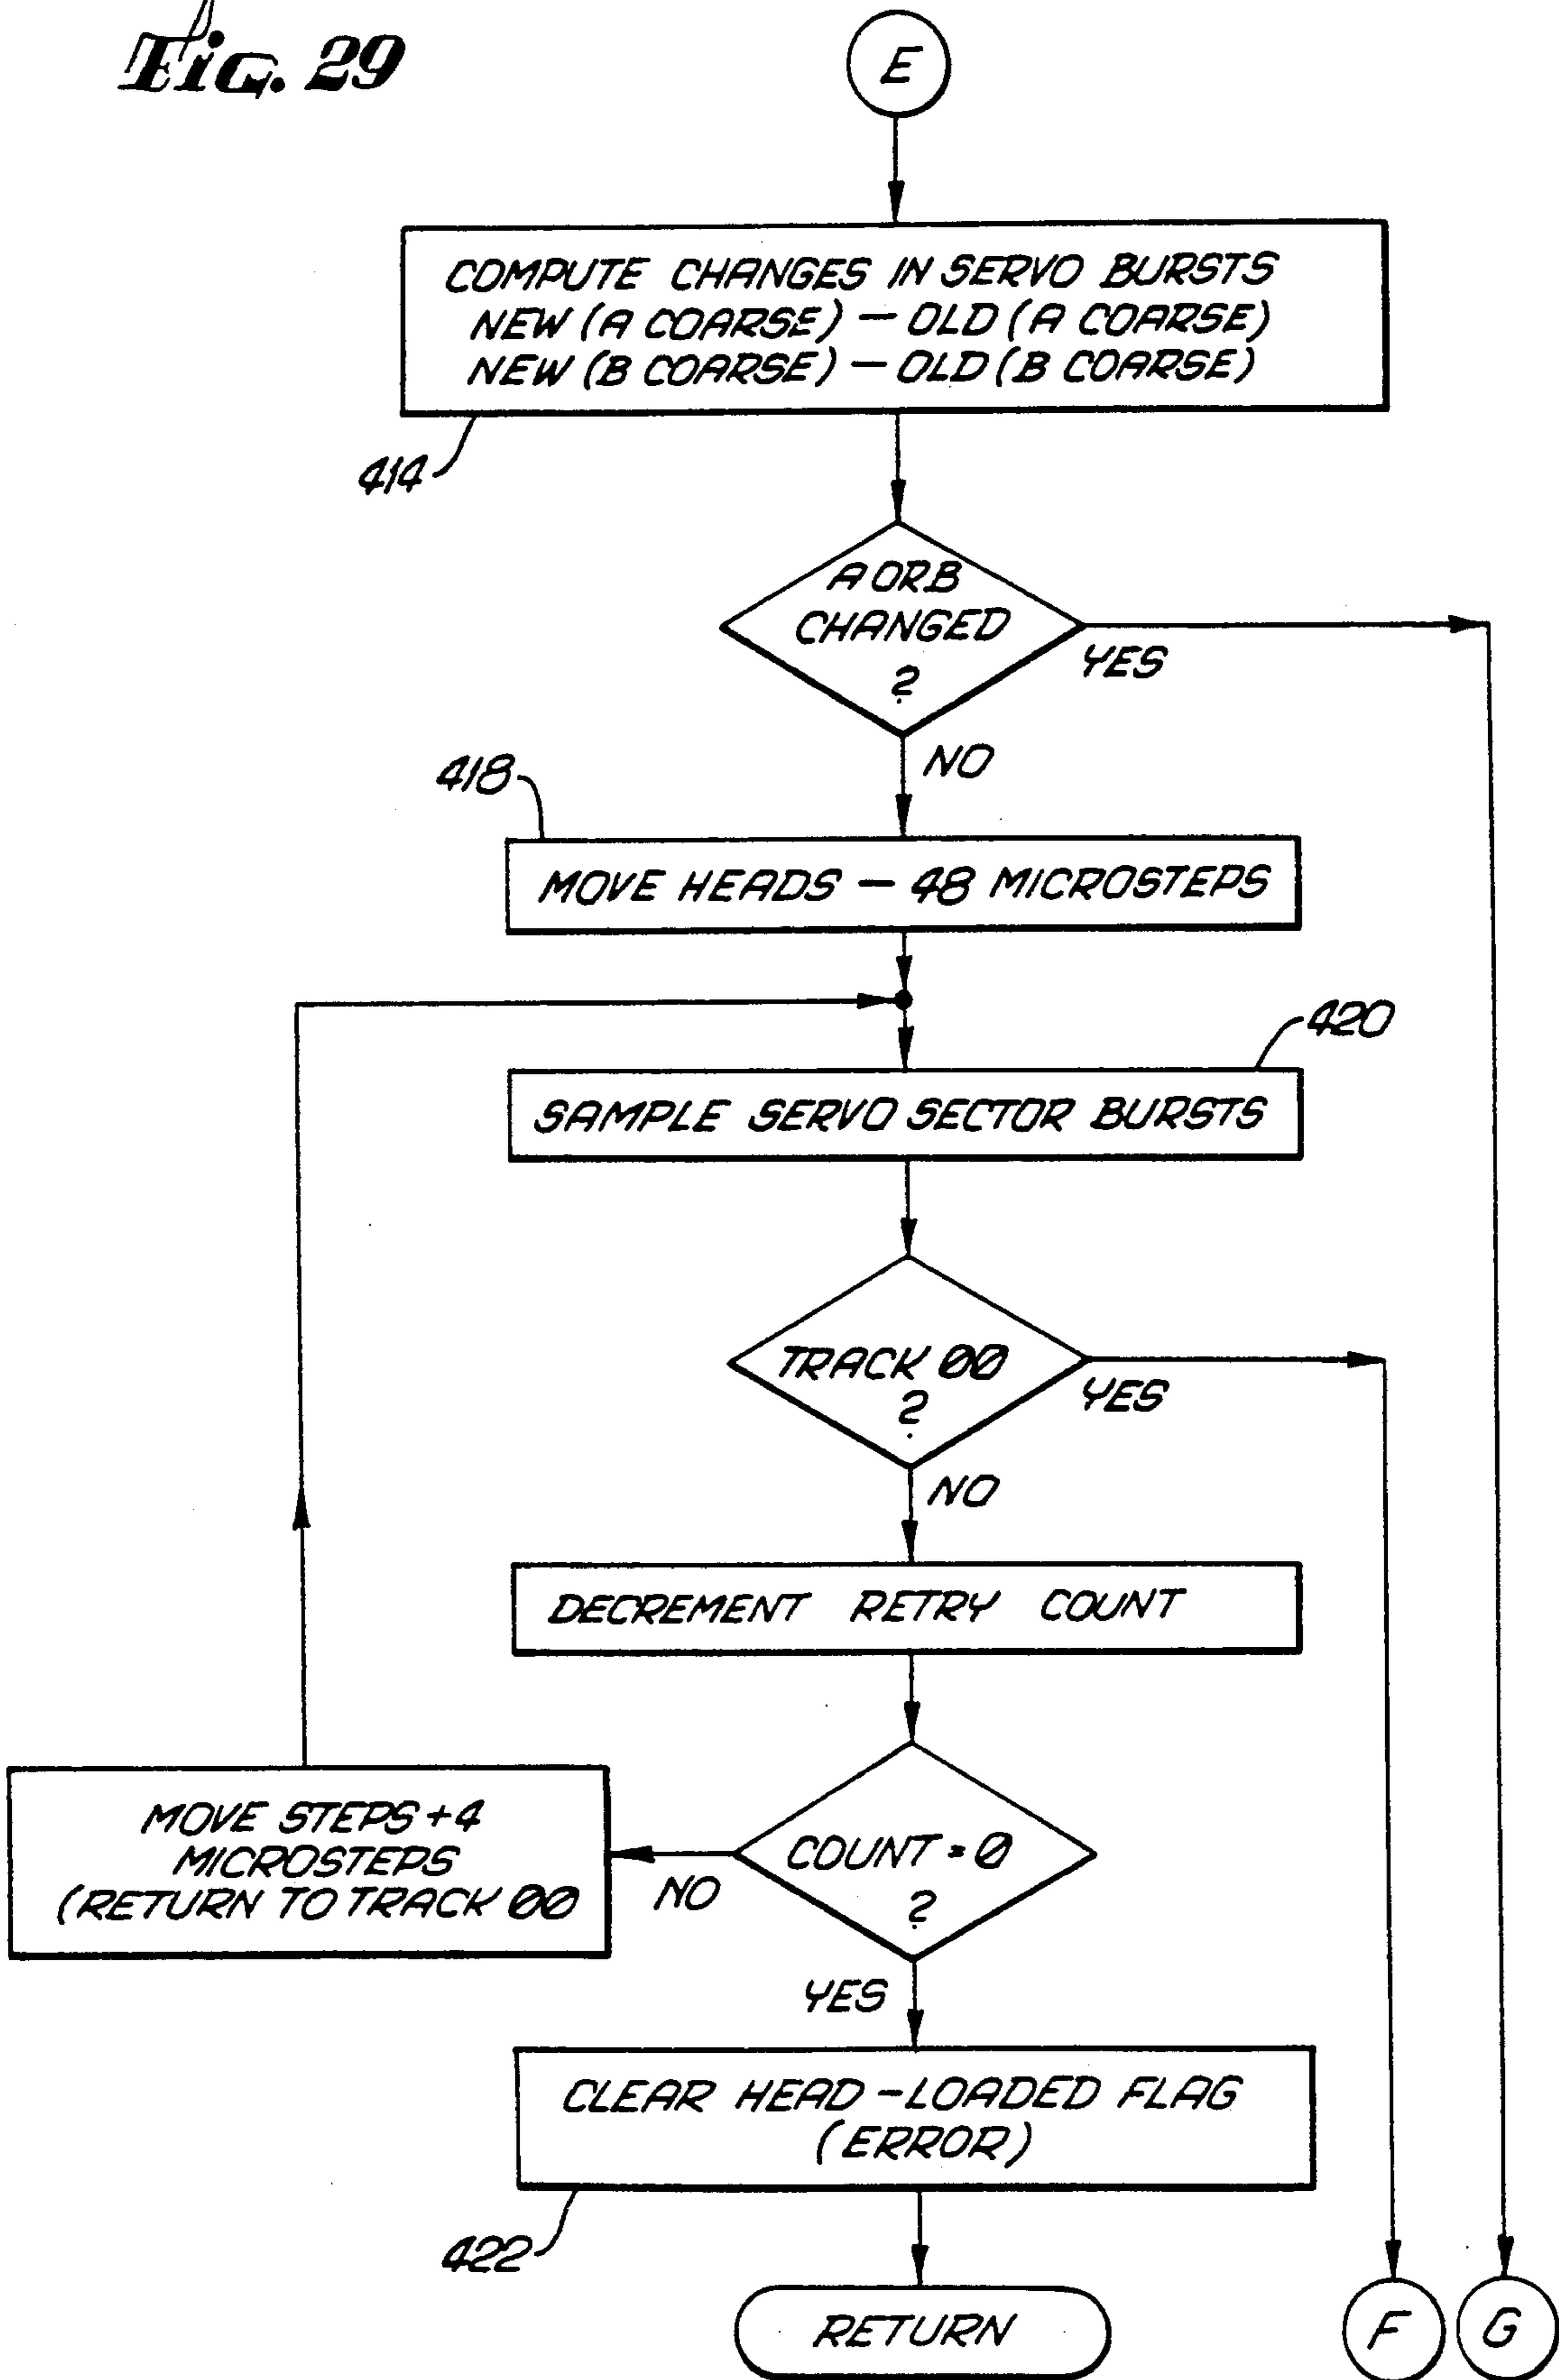 Fig. 29
E
COMPUTE CHANGES IN SERVO BURSTS
NEW (A COARSE) — OLD (A COARSE)
NEW (B COARSE) — OLD (B COARSE)
414
A OR B
CHANGED
?
YES
NO
418
MOVE HEADS — 48 MICROSTEPS
420
SAMPLE SERVO SECTOR BURSTS
TRACK 00
?
YES
NO
DECREMENT RETRY COUNT
MOVE STEPS +4
MICROSTEPS
(RETURN TO TRACK 00
COUNT = 0
?
NO
YES
CLEAR HEAD-LOADED FLAG
(ERROR)
422
RETURN
F
G